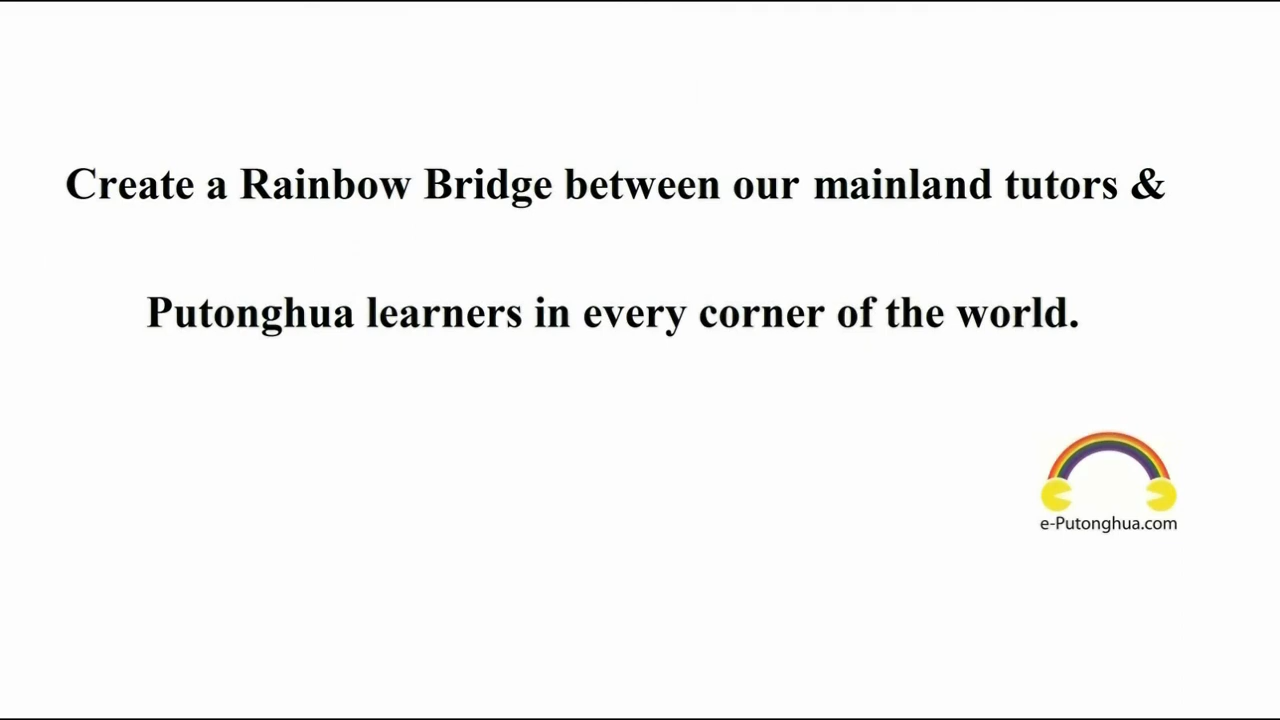 Create a Rainbow Bridge between our mainland tutors &
Putonghua learners in every corner of the world.
e-Putonghua.com